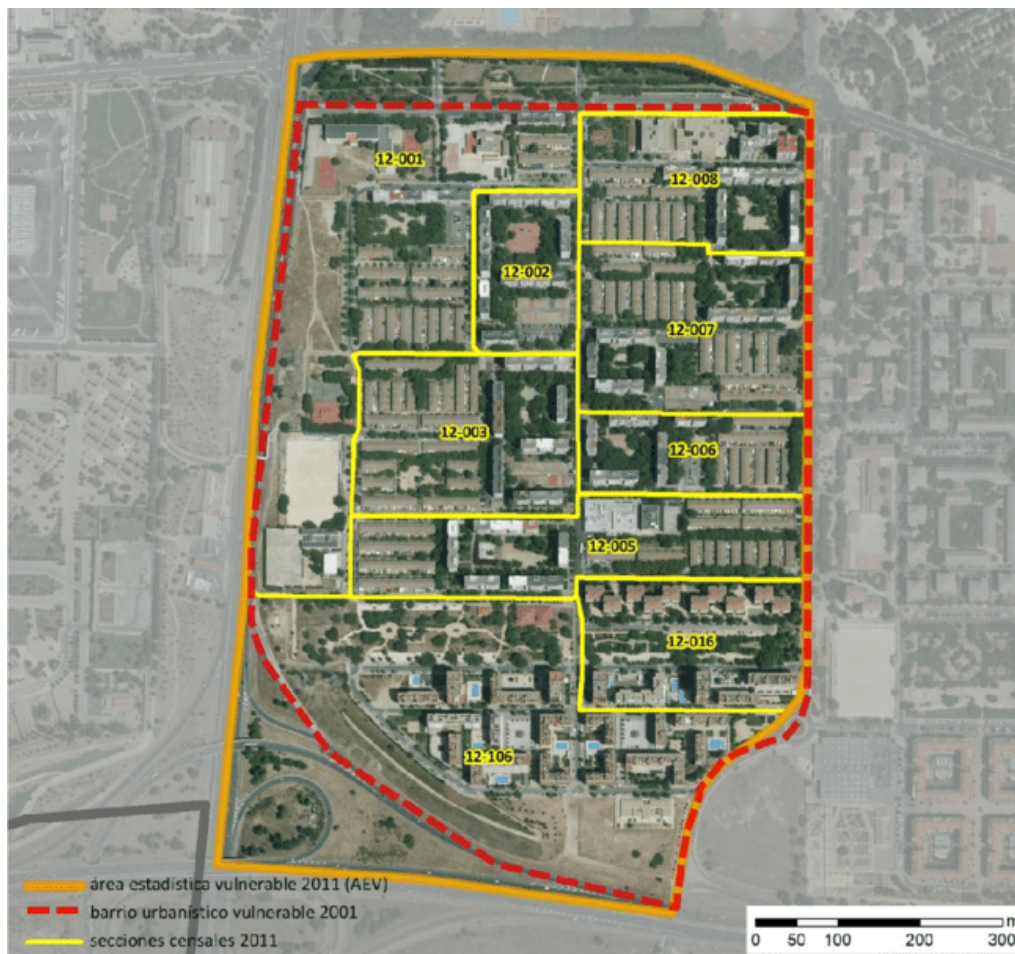 12-001
12-008
12-002
12-007
12-003
12-006
12-005
12-016
12-106
área estadística vulnerable 2011 (AEV)
barrio urbanístico vulnerable 2001
secciones censales 2011
m
0 50 100 200 300